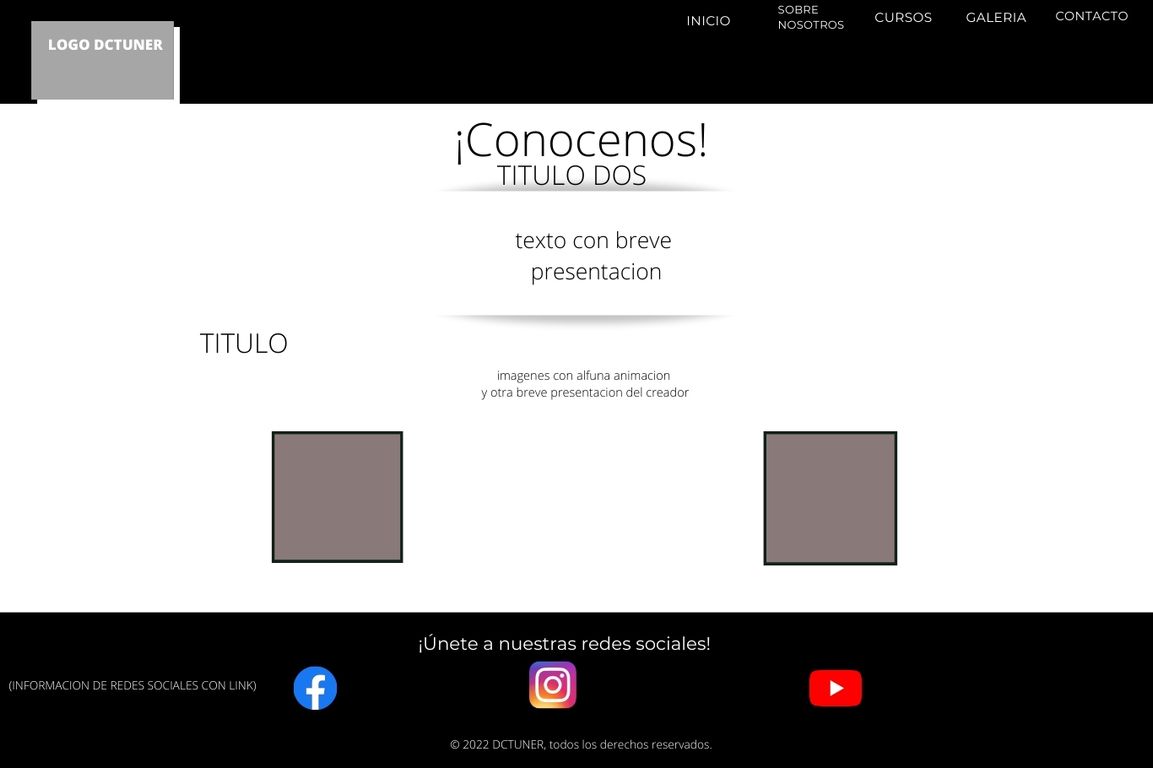 LOGO DCTUNER
INICIO
SOBRE
NOSOTROS
CURSOS
GALERIA
CONTACTO
¡Conocenos!
TITULO DOS
texto con breve
presentacion
TITULO
imagenes con alfuna animacion
y otra breve presentacion del creador
¡Únete a nuestras redes sociales!
(INFORMACION DE REDES SOCIALES CON LINK)
© 2022 DCTUNER, todos los derechos reservados.